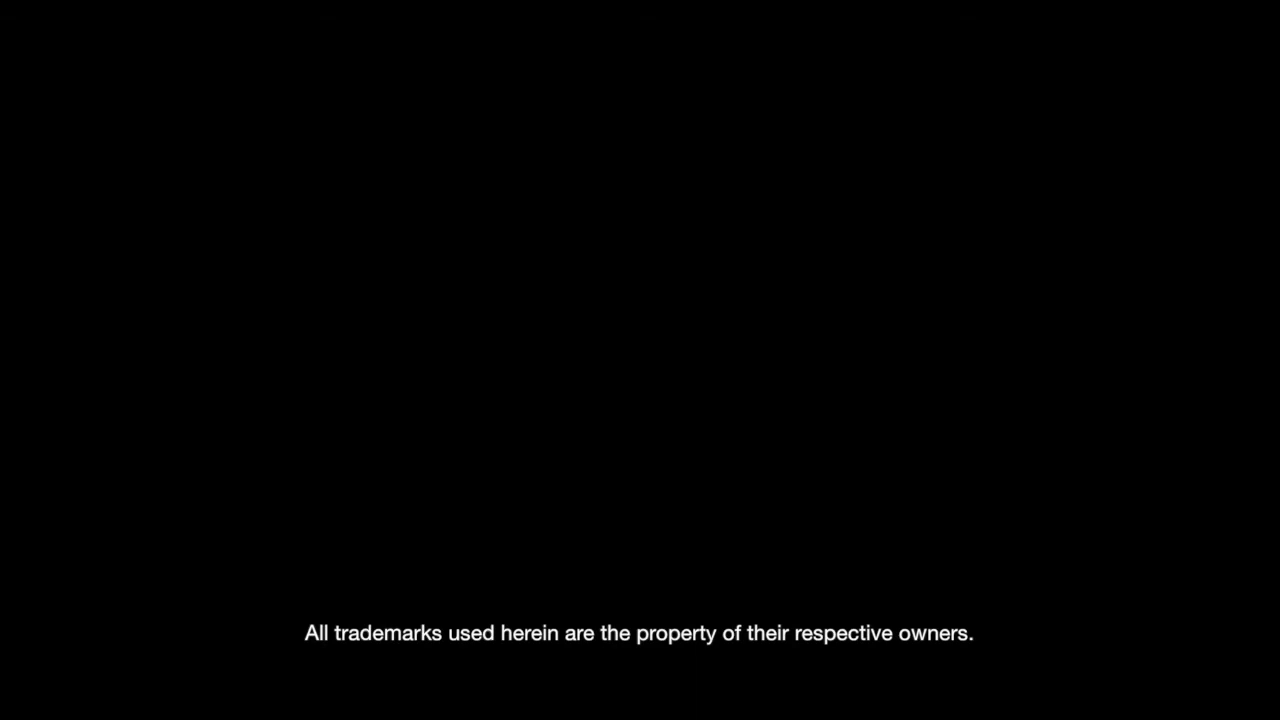 All trademarks used herein are the property of their respective owners.